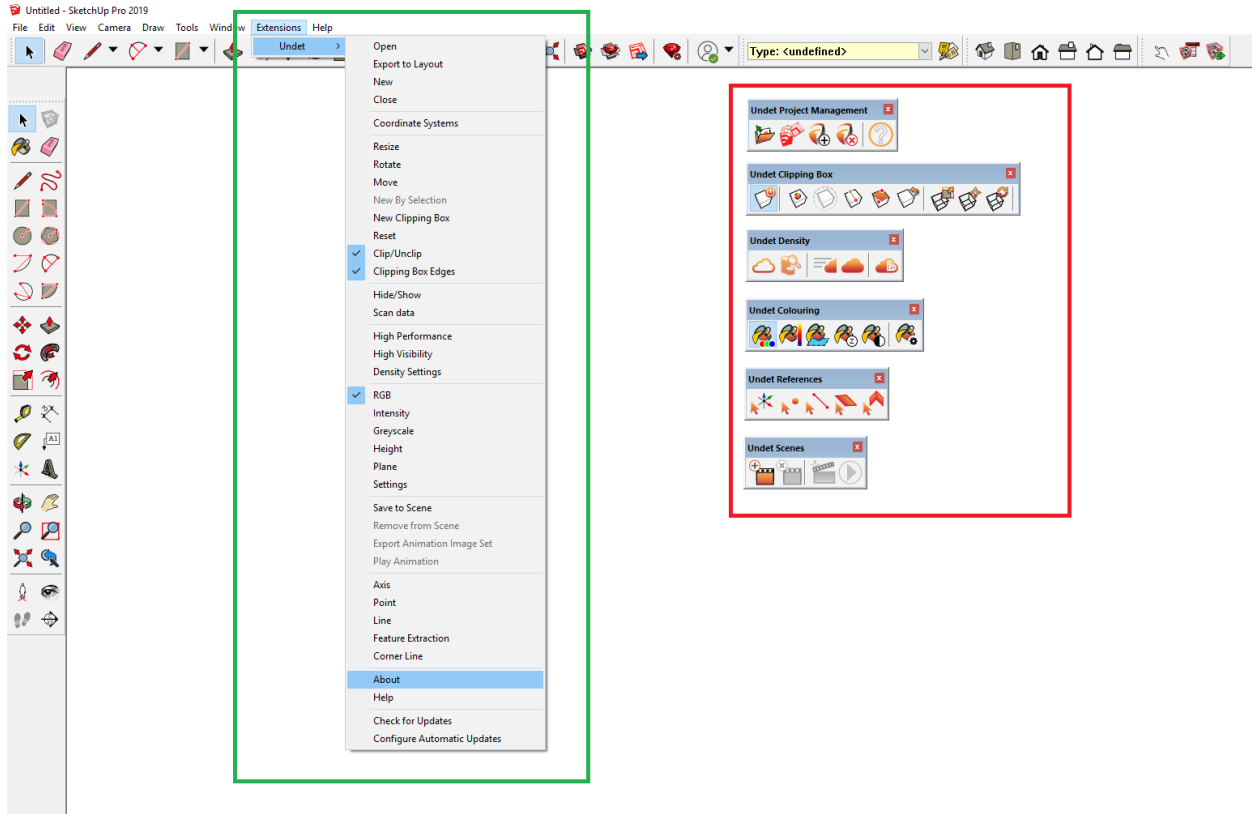 Untitled - SketchUp Pro 2019
File Edit View Camera Draw Tools Window Extensions Help
Undet
Type: <undefined>
Open
Export to Layout
New
Close
Coordinate Systems
Resize
Rotate
Move
New By Selection
New Clipping Box
Reset
Clip/Unclip
Clipping Box Edges
Hide/Show
Scan data
High Performance
High Visibility
Density Settings
RGB
Intensity
Greyscale
Height
Plane
Settings
Save to Scene
Remove from Scene
Export Animation Image Set
Play Animation
Axis
Point
Line
Feature Extraction
Corner Line
About
Help
Check for Updates
Configure Automatic Updates
Undet Project Management
Undet Clipping Box
Undet Density
Undet Colouring
Z
Undet References
Undet Scenes
A1